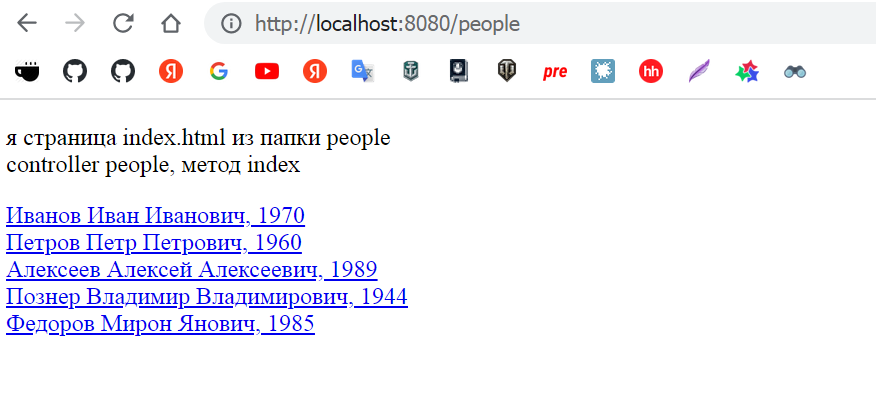 http://localhost:8080/people
Я
G
Я
G
pre
hh
я страница index.html из папки people
controller people, метод index
Иванов Иван Иванович, 1970
Петров Петр Петрович, 1960
Алексеев Алексей Алексеевич, 1989
Познер Владимир Владимирович, 1944
Федоров Мирон Янович, 1985